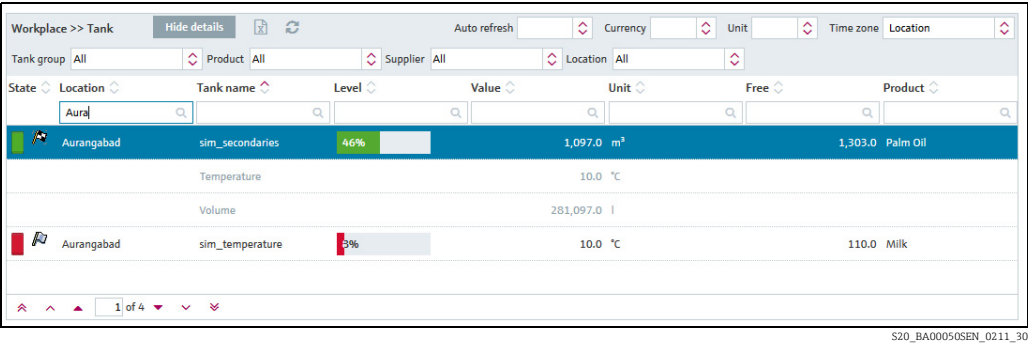 Workplace >> Tank Hide details Auto refresh Currency Unit Time zone Location
Tank group All Product All Supplier All Location All
State Location Tank name Level Value Unit Free Product
Aura
Aurangabad sim_secondaries 46% 1,097.0 m³ 1,303.0 Palm Oil
Temperature 10.0 °C
Volume 281,097.0 l
Aurangabad sim_temperature 3% 10.0 °C 110.0 Milk
1 of 4
S20_BA00050SEN_0211_30